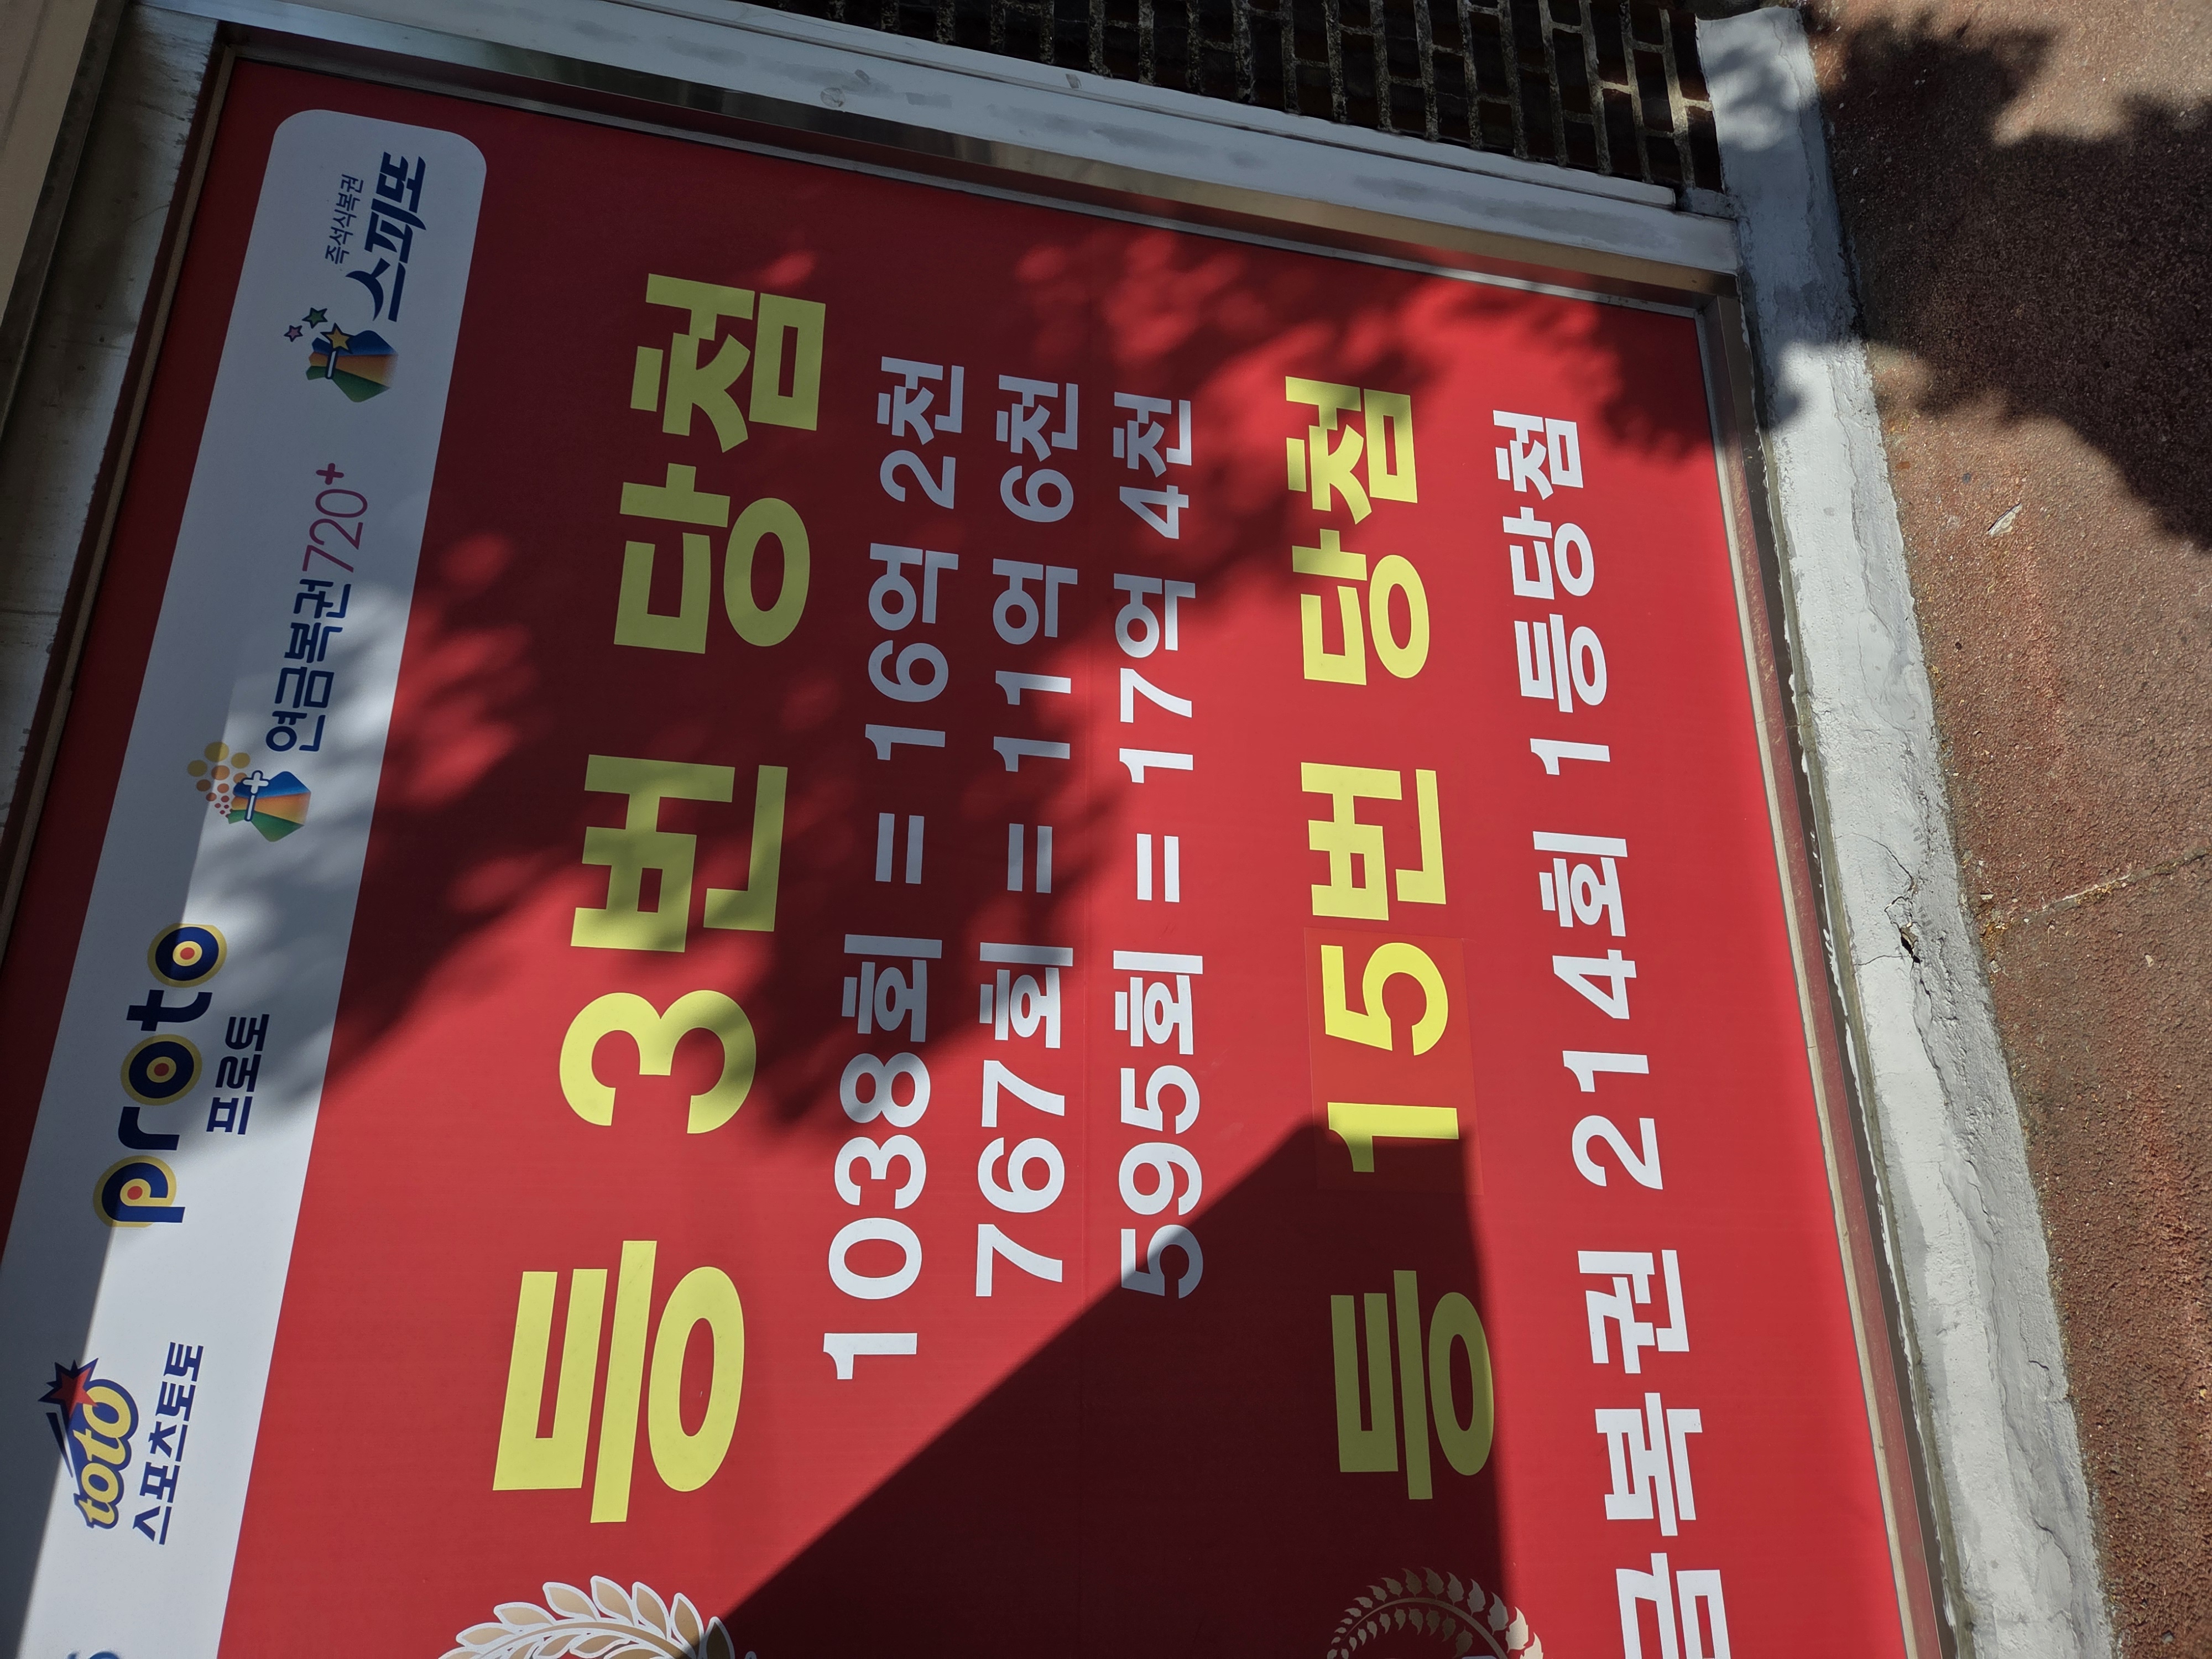 toto
스포츠토토
proto
프로토
연금복권720+
즉석식복권
스피또
등 3번 당첨
1038회 = 16억 2천
767회 = 11억 6천
595회 = 17억 4천
등 15번 당첨
금복권 214회 1등당첨